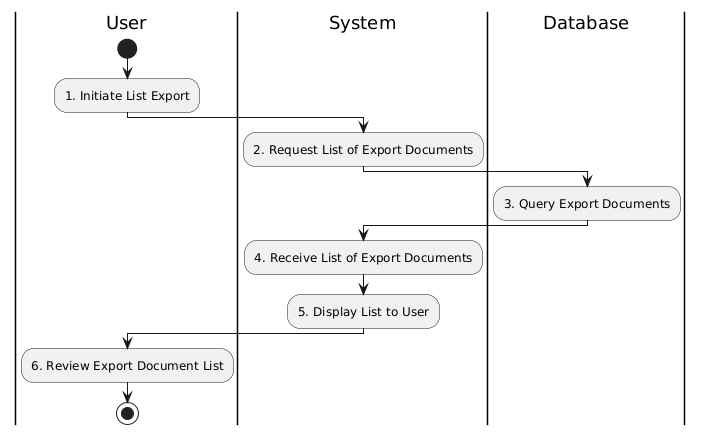 User
System
Database
1. Initiate List Export
2. Request List of Export Documents
3. Query Export Documents
4. Receive List of Export Documents
5. Display List to User
6. Review Export Document List